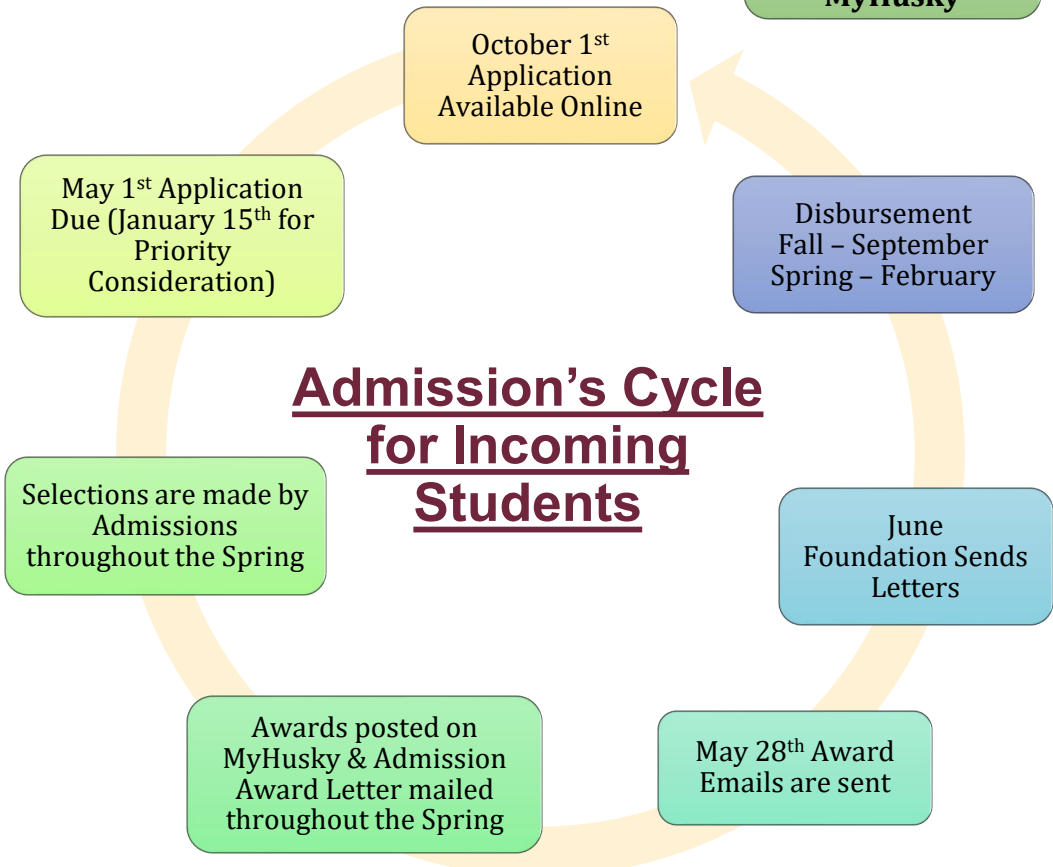 MyHusky
October 1st
Application
Available Online
May 1st Application
Due (January 15th for
Priority
Consideration)
Disbursement
Fall – September
Spring – February
Admission's Cycle
for Incoming
Students
Selections are made by
Admissions
throughout the Spring
June
Foundation Sends
Letters
Awards posted on
MyHusky & Admission
Award Letter mailed
throughout the Spring
May 28th Award
Emails are sent